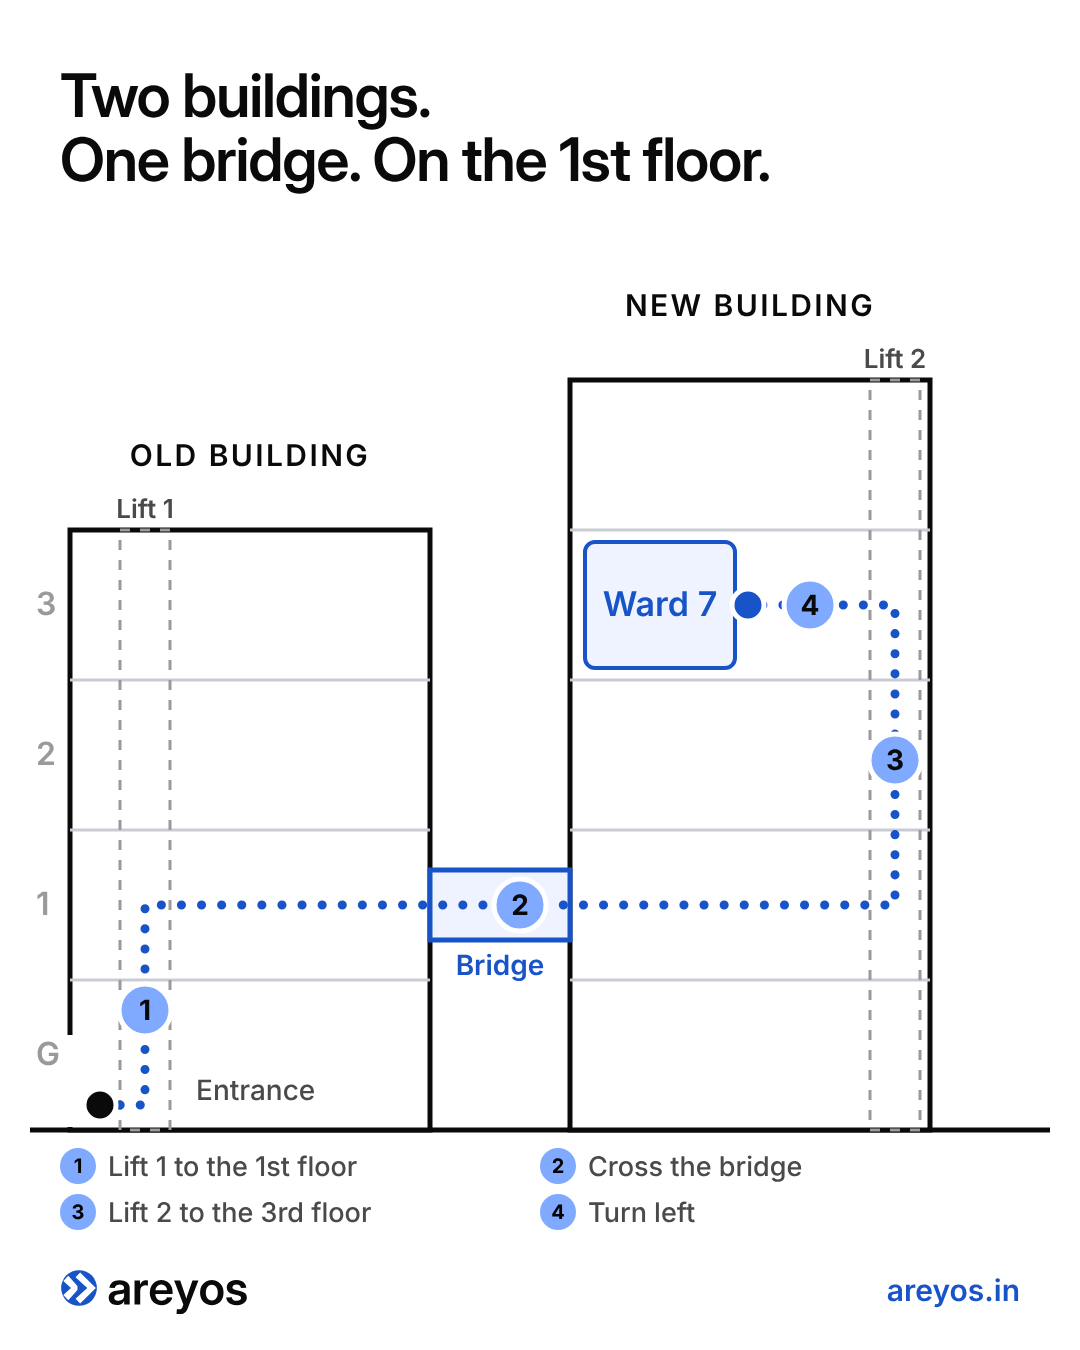 Two buildings.
One bridge. On the 1st floor.
NEW BUILDING
Lift 2
OLD BUILDING
Lift 1
3
Ward 7
4
2
3
1
2
Bridge
1
G
Entrance
1 Lift 1 to the 1st floor
2 Cross the bridge
3 Lift 2 to the 3rd floor
4 Turn left
areyos
areyos.in